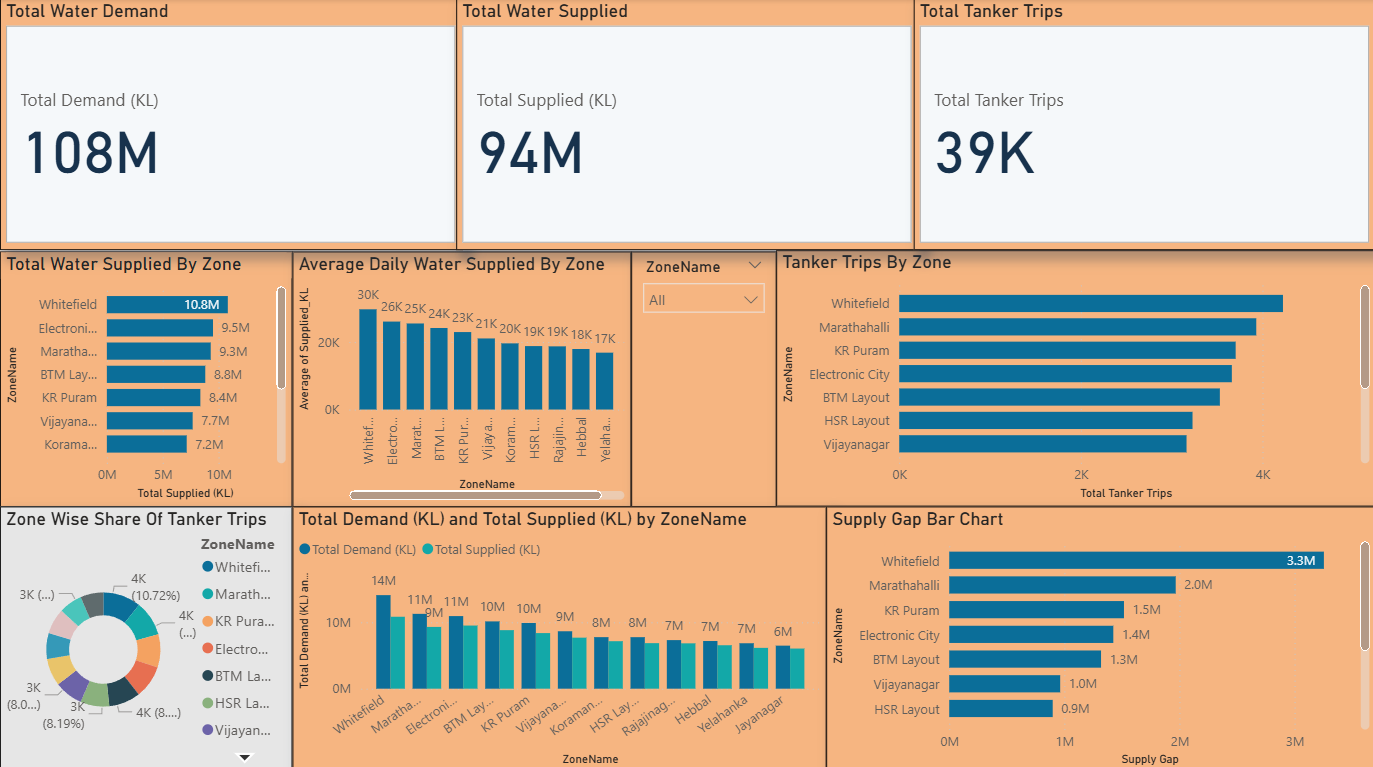 Total Water Demand
Total Demand (KL)
108M
Total Water Supplied
Total Supplied (KL)
94M
Total Tanker Trips
Total Tanker Trips
39K
Total Water Supplied By Zone
ZoneName
Whitefield 10.8M
Electroni... 9.5M
Maratha... 9.3M
BTM Lay... 8.8M
KR Puram 8.4M
Vijayana... 7.7M
Korama... 7.2M
0M 5M 10M
Total Supplied (KL)
Average Daily Water Supplied By Zone
Average of Supplied_KL
30K 26K 25K 24K 23K 21K 20K 19K 19K 18K 17K
20K
0K
Whitef... Electro... Marat... BTM L... KR Pur... Vijaya... Koram... HSR L... Rajajin... Hebbal Yelaha...
ZoneName
ZoneName
All
Tanker Trips By Zone
ZoneName
Whitefield
Marathahalli
KR Puram
Electronic City
BTM Layout
HSR Layout
Vijayanagar
0K 2K 4K
Total Tanker Trips
Zone Wise Share Of Tanker Trips
ZoneName
Whitefi...
Marath...
KR Pura...
Electro...
BTM La...
HSR La...
Vijayan...
4K
(10.72%)
4K
(...)
4K (8....)
3K
(8.19%)
3K
(8.0...)
3K (...)
Total Demand (KL) and Total Supplied (KL) by ZoneName
Total Demand (KL) Total Supplied (KL)
Total Demand (KL) an...
14M 11M 9M 11M 10M 10M 9M 8M 8M 7M 7M 7M 6M
10M
0M
Whitefield Maratha... Electroni... BTM Lay... KR Puram Vijayana... Koraman... HSR Lay... Rajajinag... Hebbal Yelahanka Jayanagar
ZoneName
Supply Gap Bar Chart
ZoneName
Whitefield 3.3M
Marathahalli 2.0M
KR Puram 1.5M
Electronic City 1.4M
BTM Layout 1.3M
Vijayanagar 1.0M
HSR Layout 0.9M
0M 1M 2M 3M
Supply Gap